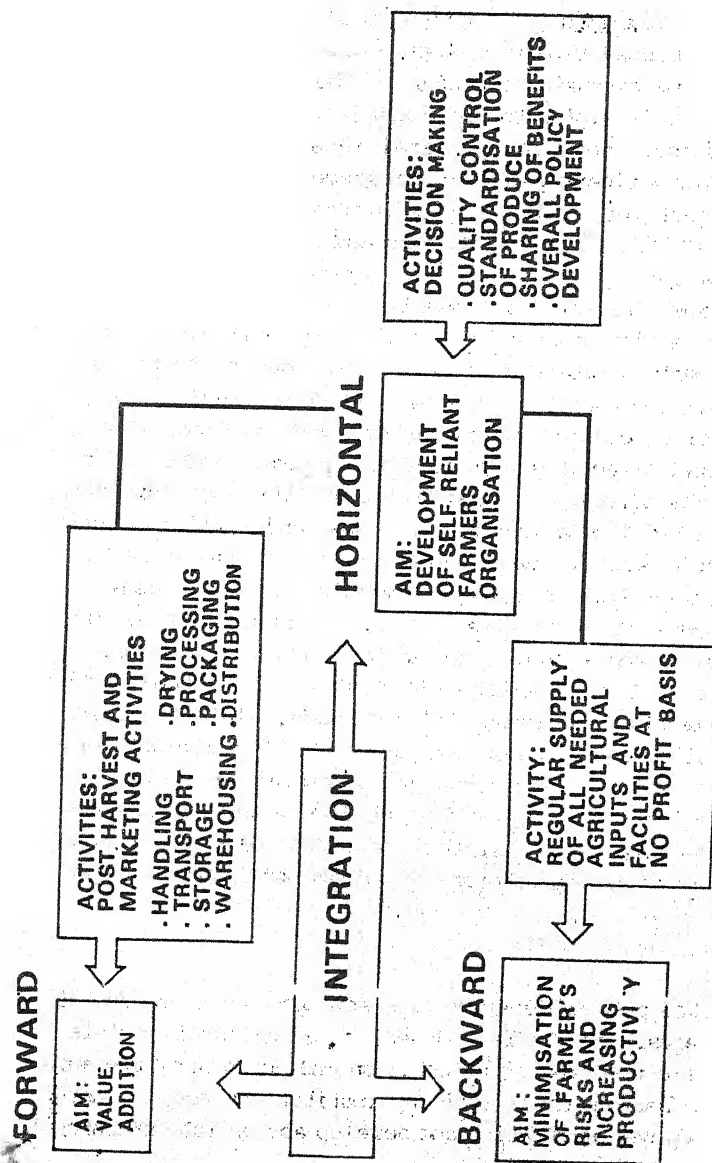 FORWARD
AIM:
VALUE
ADDITION
ACTIVITIES:
POST HARVEST AND
MARKETING ACTIVITIES
. HANDLING .DRYING
. TRANSPORT .PROCESSING
. STORAGE .PACKAGING
. WAREHOUSING .DISTRIBUTION
INTEGRATION
HORIZONTAL
AIM:
DEVELOPMENT
OF SELF RELIANT
FARMERS
ORGANISATION
ACTIVITIES:
DECISION MAKING
. QUALITY CONTROL
. STANDARDISATION
OF PRODUCE
. SHARING OF BENEFITS
. OVERALL POLICY
DEVELOPMENT
BACKWARD
AIM:
MINIMISATION
OF FARMER'S
RISKS AND
INCREASING
PRODUCTIVITY
ACTIVITY:
REGULAR SUPPLY
OF ALL NEEDED
AGRICULTURAL
INPUTS AND
FACILITIES AT
NO PROFIT BASIS